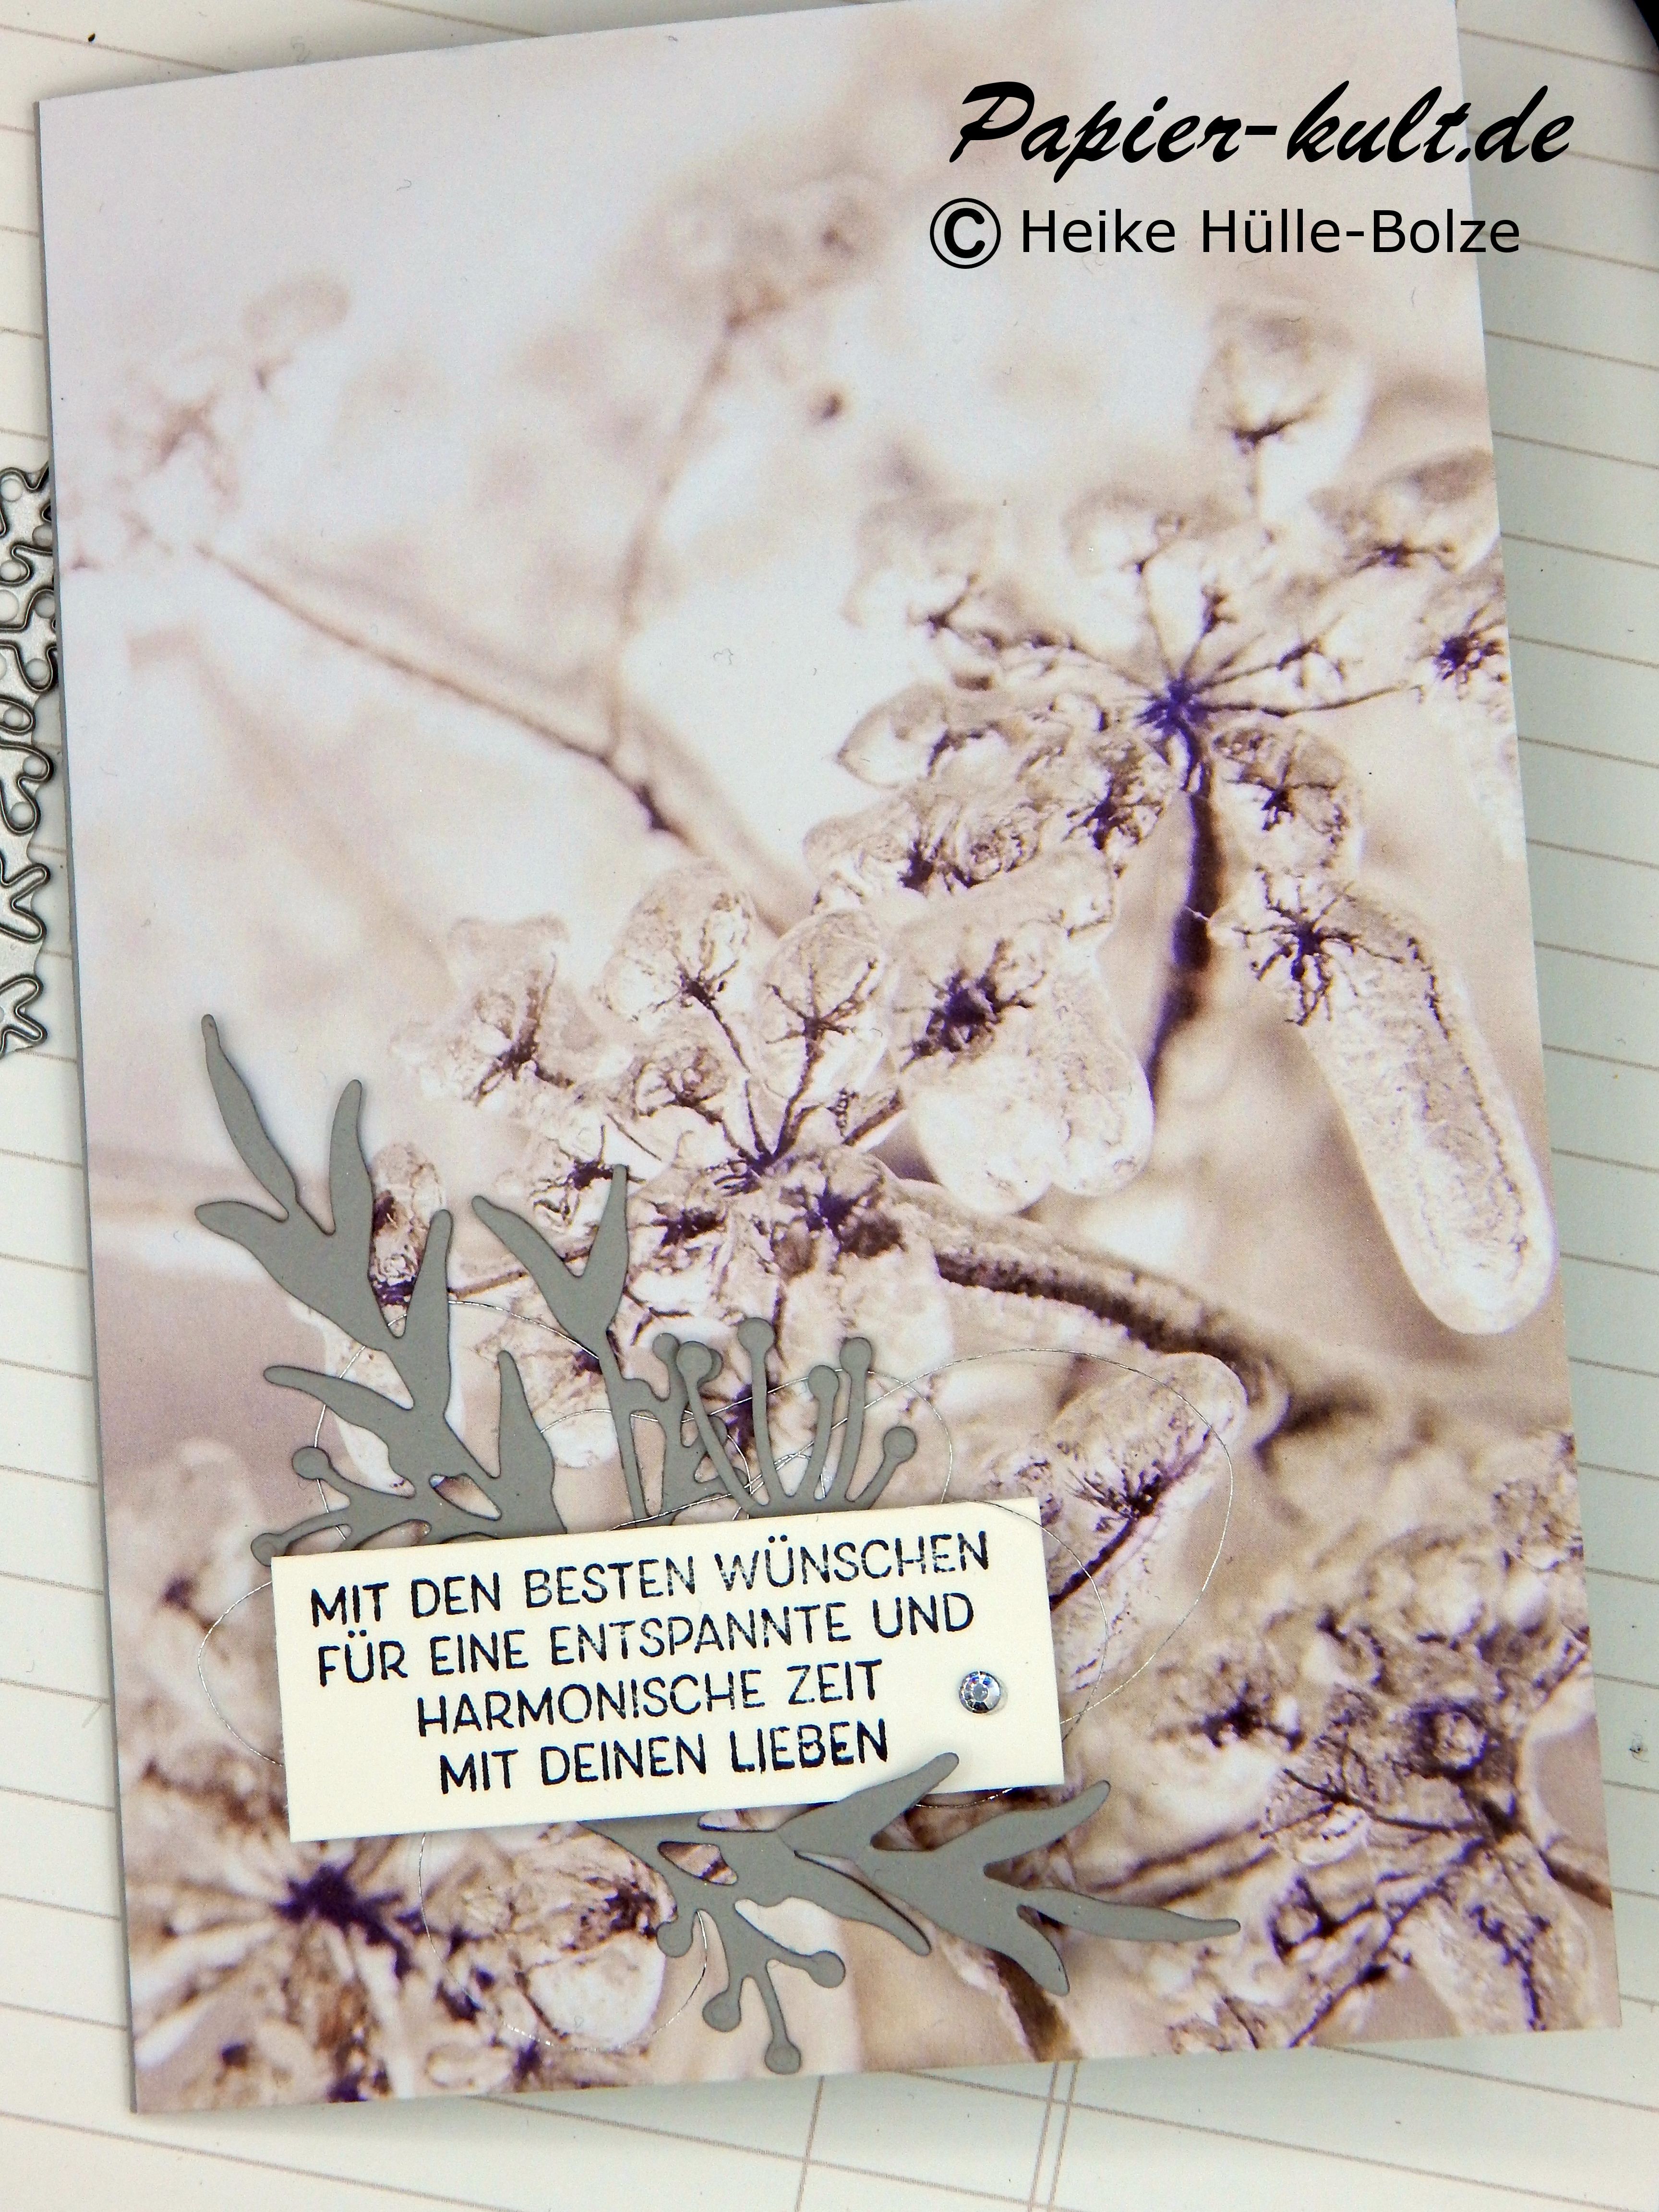 Papier-kult.de
© Heike Hülle-Bolze
MIT DEN BESTEN WÜNSCHEN
FÜR EINE ENTSPANNTE UND
HARMONISCHE ZEIT
MIT DEINEN LIEBEN